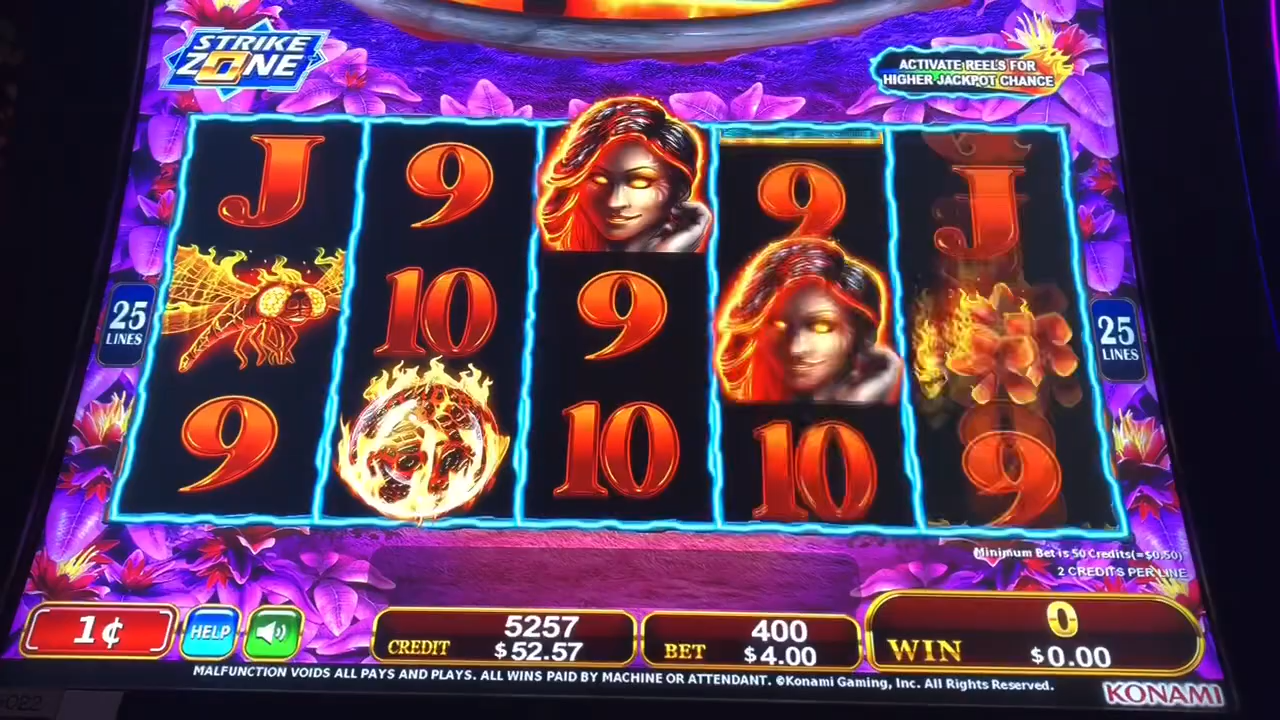 STRIKE
ZONE
ACTIVATE REELS FOR
HIGHER JACKPOT CHANCE
J 9 9 J
10 9
9 10 10 9
25
LINES
25
LINES
Minimum Bet is 50 Credits(=$0.50)
2 CREDITS PER LINE
1¢
HELP
CREDIT
5257
$52.57
BET
400
$4.00
WIN
0
$0.00
MALFUNCTION VOIDS ALL PAYS AND PLAYS. ALL WINS PAID BY MACHINE OR ATTENDANT. ©Konami Gaming, Inc. All Rights Reserved.
KONAMI